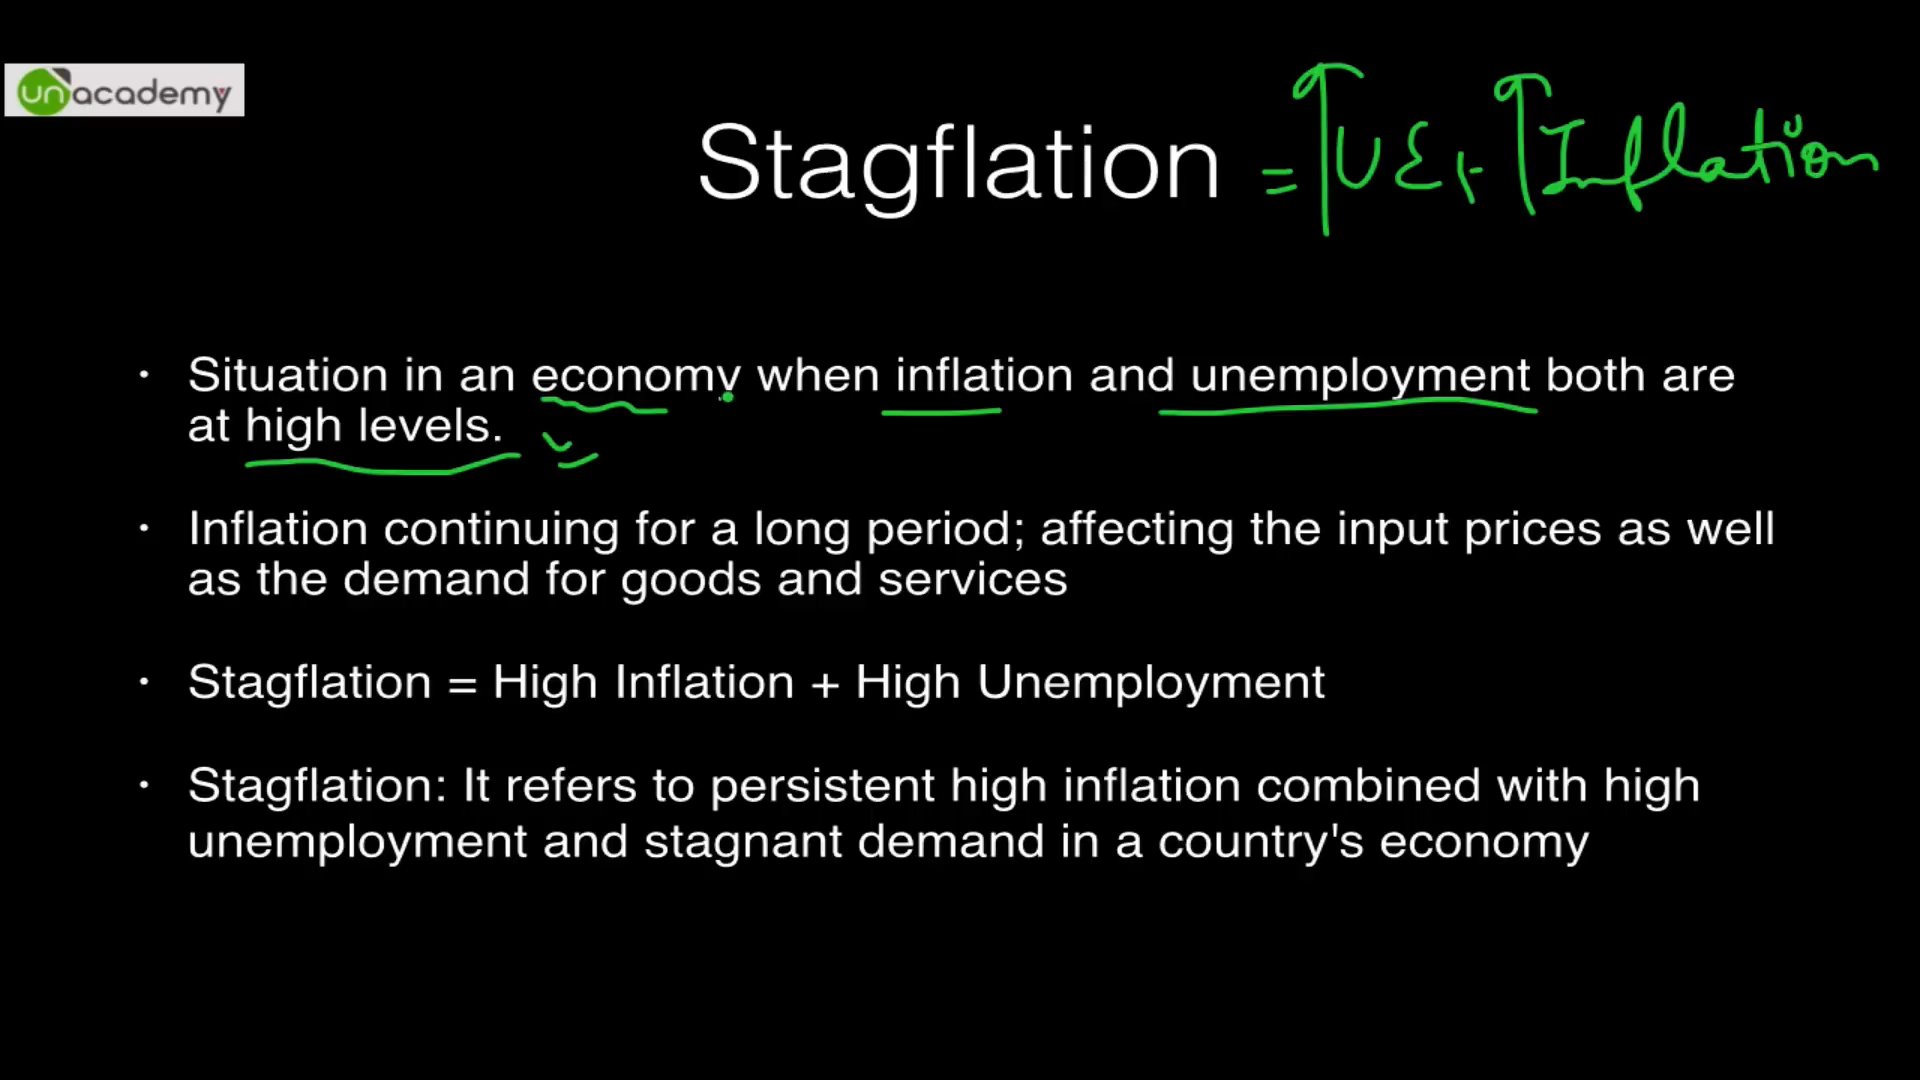 unacademy
Stagflation = ↑UE + ↑Inflation
• Situation in an economy when inflation and unemployment both are
at high levels.
• Inflation continuing for a long period; affecting the input prices as well
as the demand for goods and services
• Stagflation = High Inflation + High Unemployment
• Stagflation: It refers to persistent high inflation combined with high
unemployment and stagnant demand in a country's economy